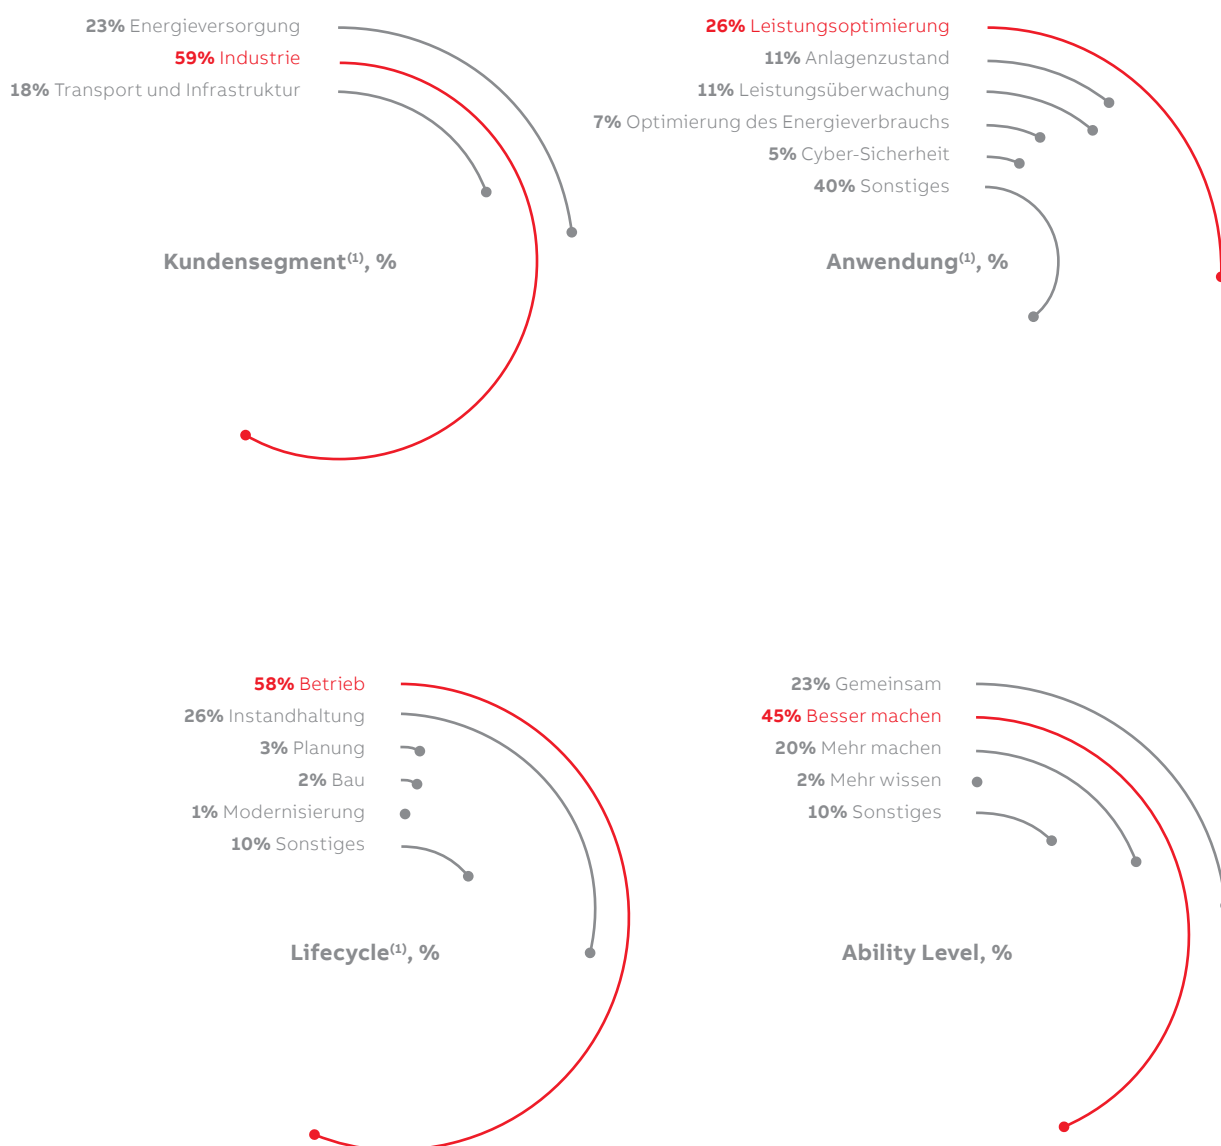 23% Energieversorgung
59% Industrie
18% Transport und Infrastruktur
Kundensegment(1), %
26% Leistungsoptimierung
11% Anlagenzustand
11% Leistungsüberwachung
7% Optimierung des Energieverbrauchs
5% Cyber-Sicherheit
40% Sonstiges
Anwendung(1), %
58% Betrieb
26% Instandhaltung
3% Planung
2% Bau
1% Modernisierung
10% Sonstiges
Lifecycle(1), %
23% Gemeinsam
45% Besser machen
20% Mehr machen
2% Mehr wissen
10% Sonstiges
Ability Level, %